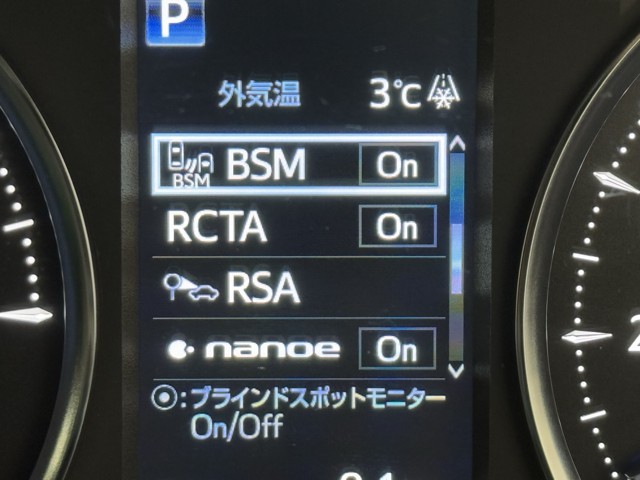 P
外気温 3℃
BSM BSM On
RCTA On
RSA
nanoe On
◉:ブラインドスポットモニター
On/Off